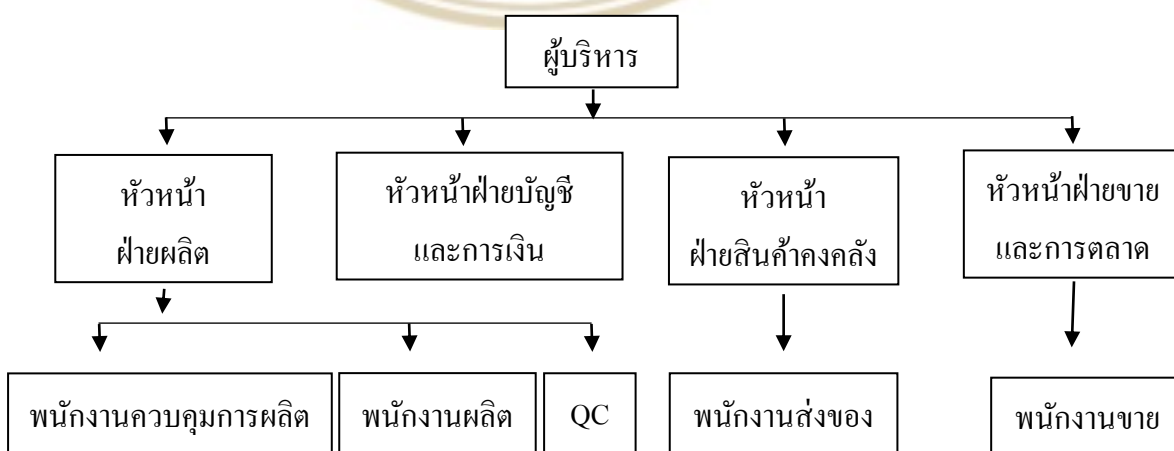 ผู้บริหาร
หัวหน้า
ฝ่ายผลิต
หัวหน้าฝ่ายบัญชี
และการเงิน
หัวหน้า
ฝ่ายสินค้าคงคลัง
หัวหน้าฝ่ายขาย
และการตลาด
พนักงานควบคุมการผลิต
พนักงานผลิต
QC
พนักงานส่งของ
พนักงานขาย